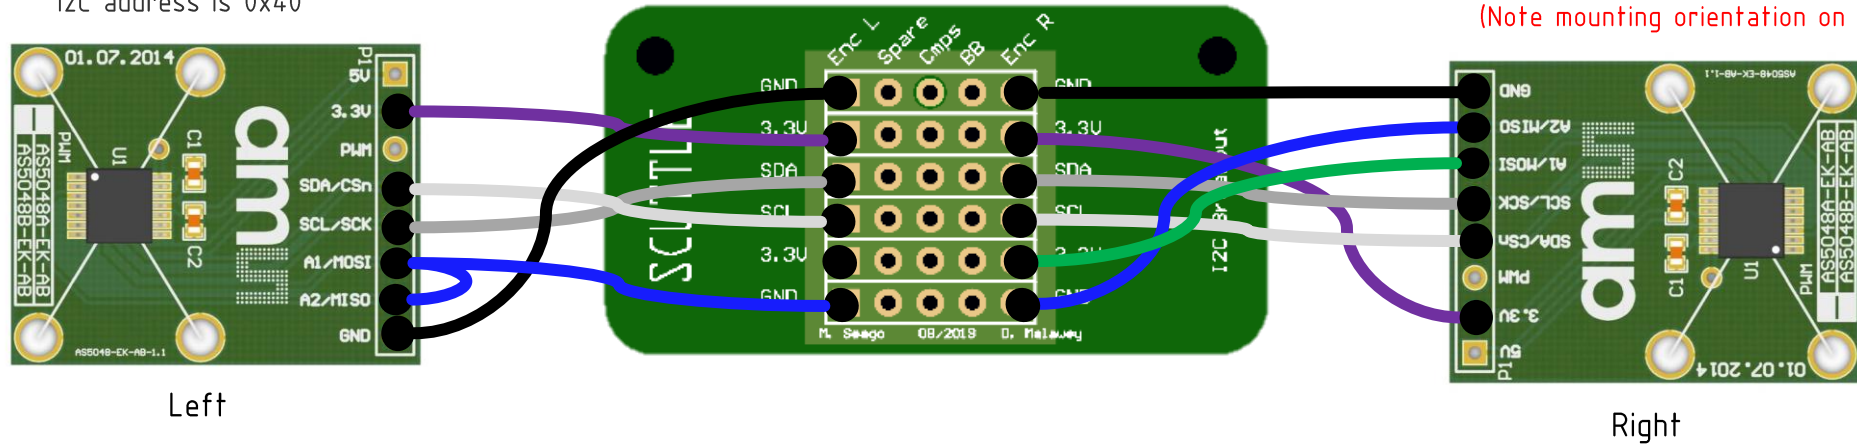 I2C address is 0x40
(Note mounting orientation on
01.07.2014
P1
5V
3.3V
PWM
SDA/CSn
SCL/SCK
A1/MOSI
A2/MISO
GND
PWM
U1
C1
C2
AS5048B-EK-AB
AS5048A-EK-AB
amS
AS5048-EK-AB-1.1
Left
Enc L
Spare
Cmps
BB
Enc R
GND
3.3V
SDA
SCL
3.3V
GND
GND
3.3V
SDA
SCL
3.3V
GND
SCUTTLE
M. Seago 08/2019 D. Malawey
AS5048-EK-AB-1.1
GND
A2/MISO
A1/MOSI
SCL/SCK
SDA/CSn
PWM
3.3V
5V
P1
amS
C2
C1
U1
PWM
AS5048A-EK-AB
AS5048B-EK-AB
01.07.2014
Right